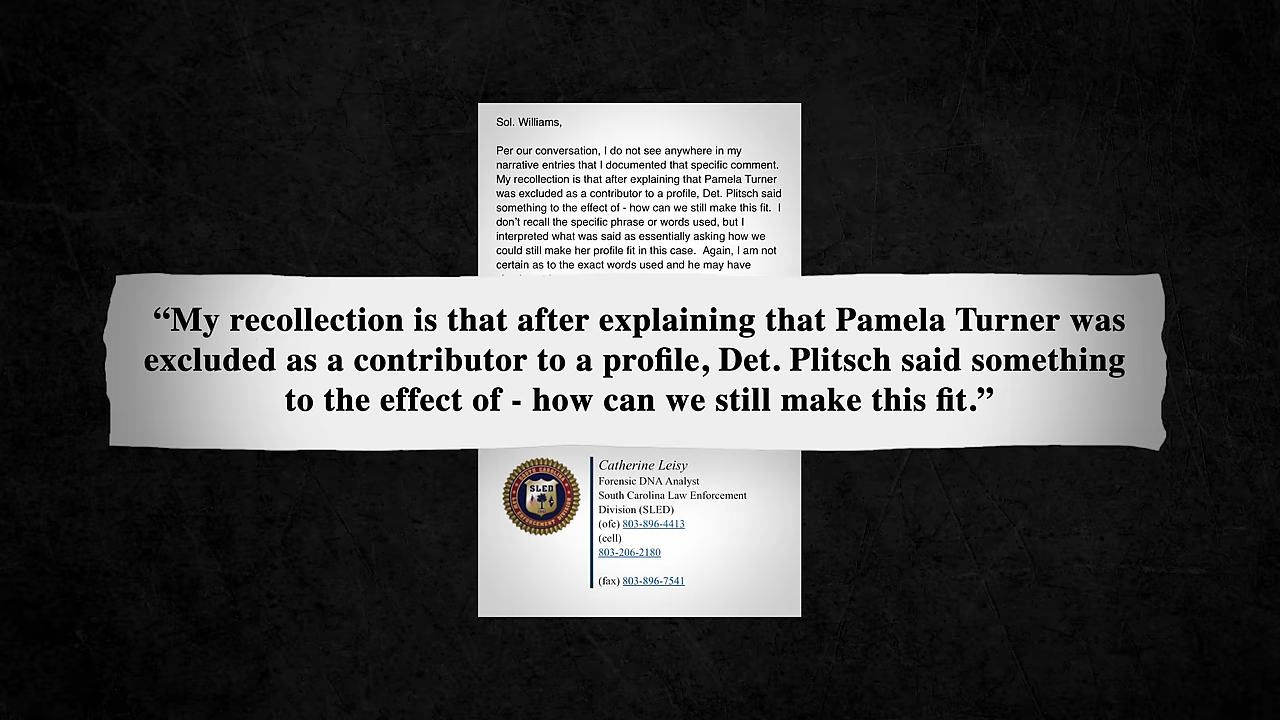 Sol. Williams,
Per our conversation, I do not see anywhere in my
narrative entries that I documented that specific comment.
My recollection is that after explaining that Pamela Turner
was excluded as a contributor to a profile, Det. Plitsch said
something to the effect of - how can we still make this fit. I
don't recall the specific phrase or words used, but I
interpreted what was said as essentially asking how we
could still make her profile fit in this case. Again, I am not
certain as to the exact words used and he may have
“My recollection is that after explaining that Pamela Turner was
excluded as a contributor to a profile, Det. Plitsch said something
to the effect of - how can we still make this fit.”
SLED
Catherine Leisy
Forensic DNA Analyst
South Carolina Law Enforcement
Division (SLED)
(ofc) 803-896-4413
(cell)
803-206-2180
(fax) 803-896-7541